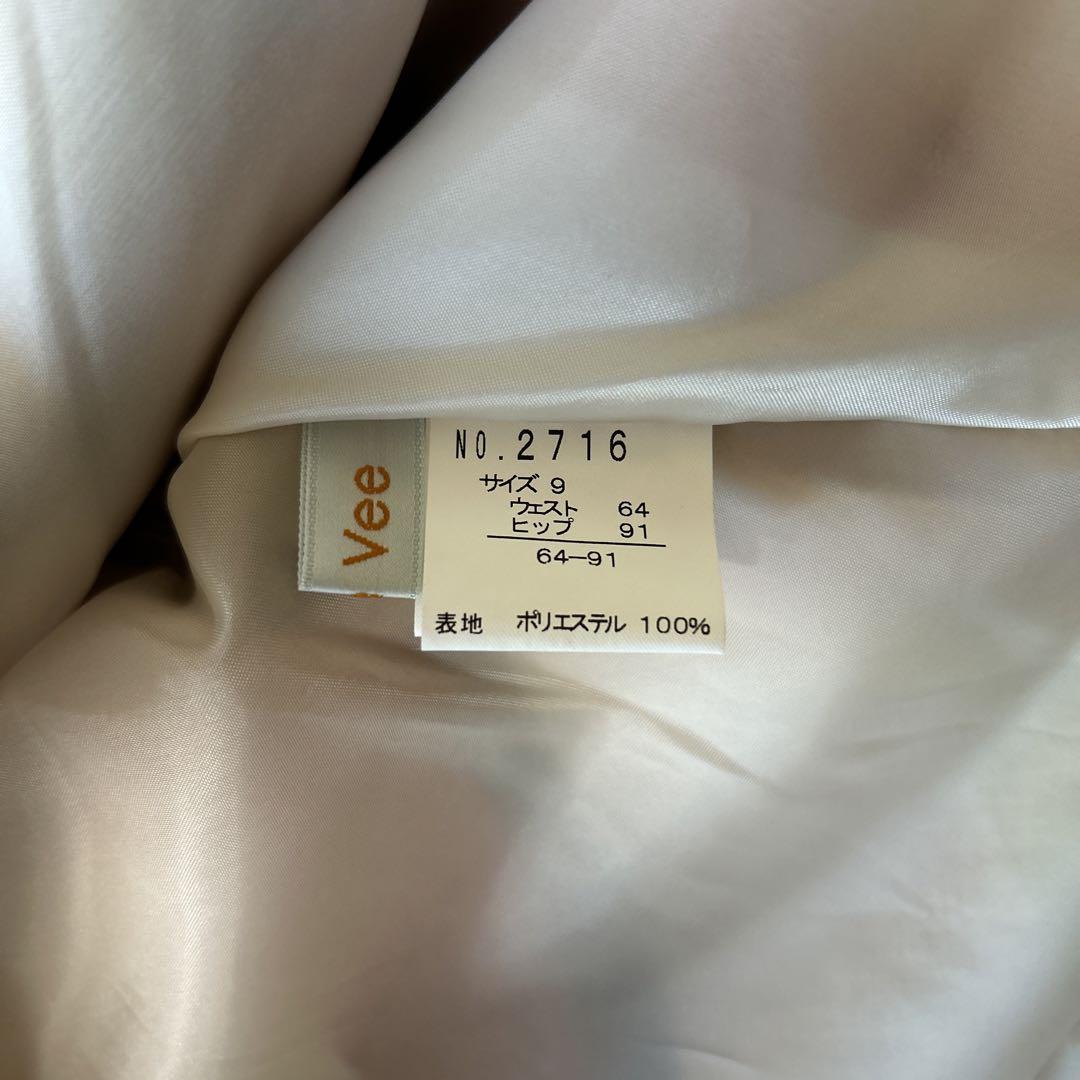 Vee
NO.2716
サイズ 9
ウェスト 64
ヒップ 91
64-91
表地 ポリエステル 100%